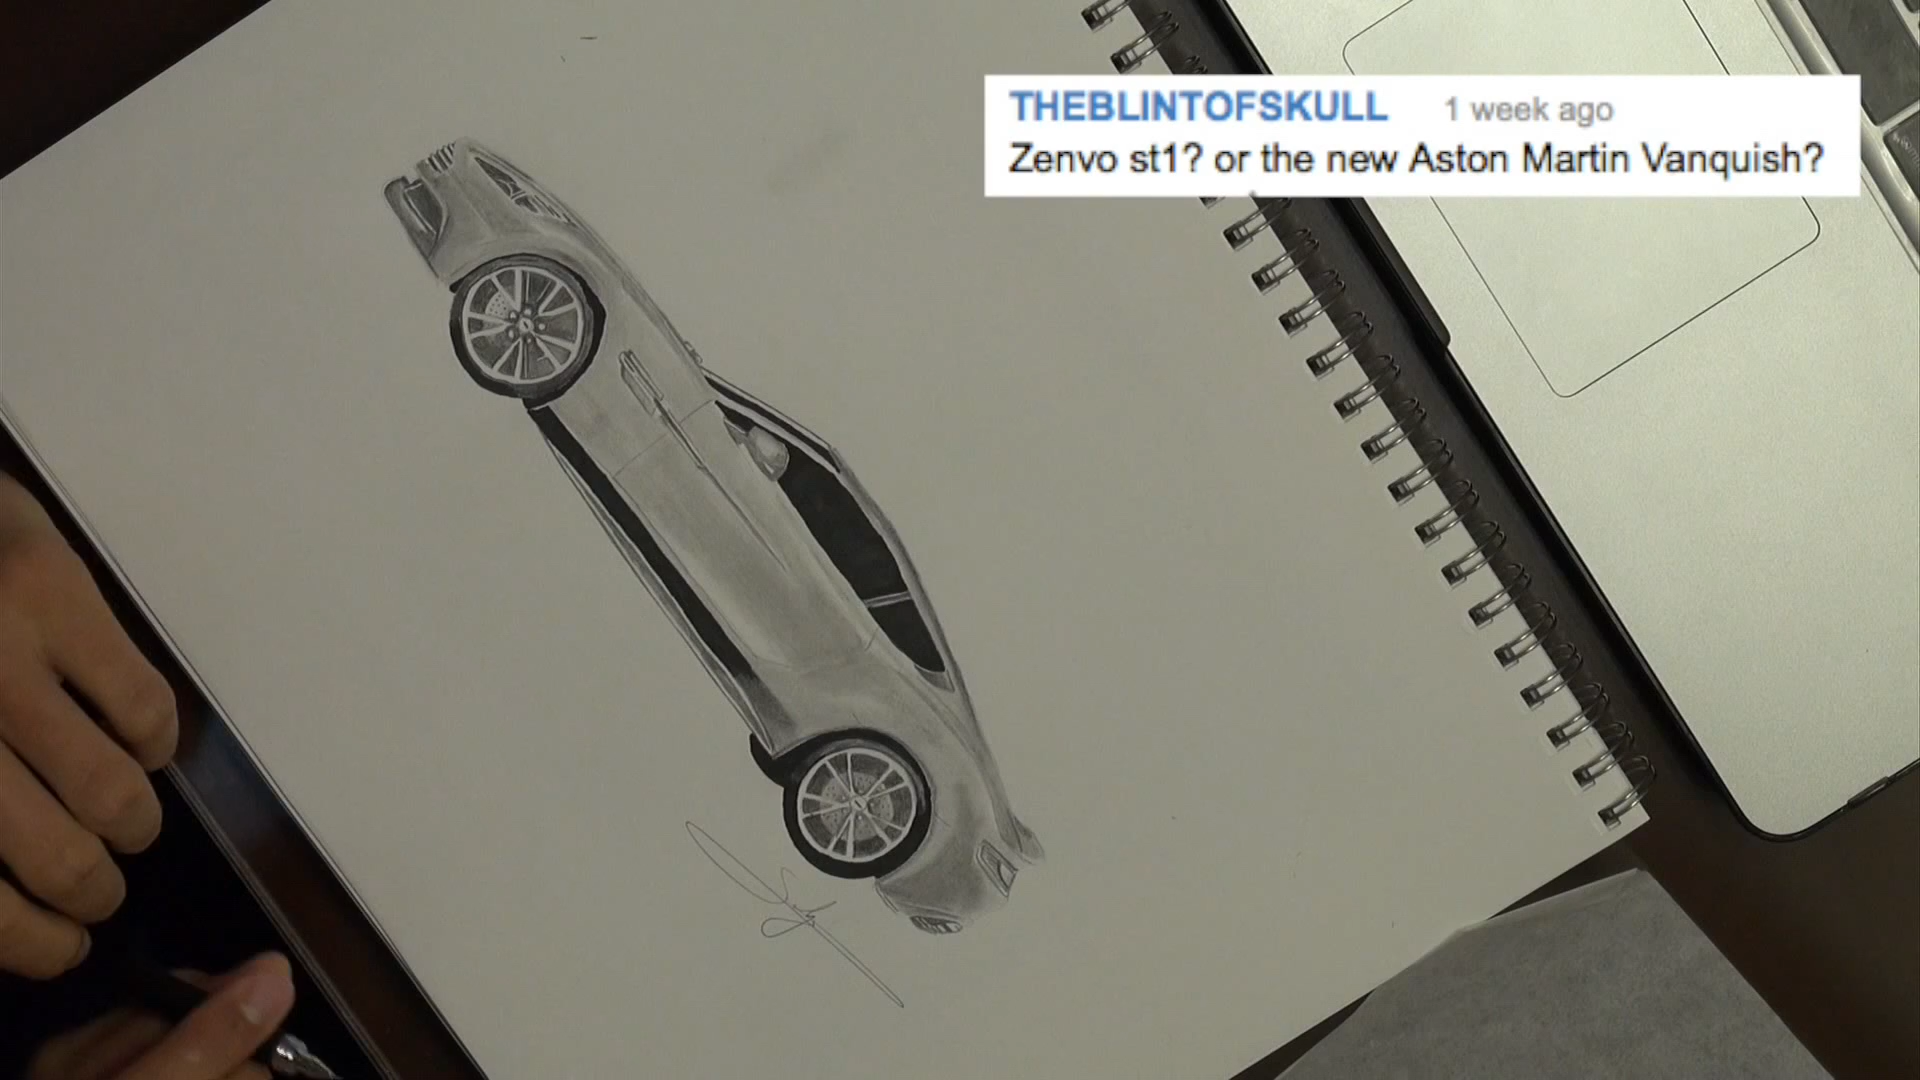 THEBLINTOFSKULL 1 week ago
Zenvo st1? or the new Aston Martin Vanquish?